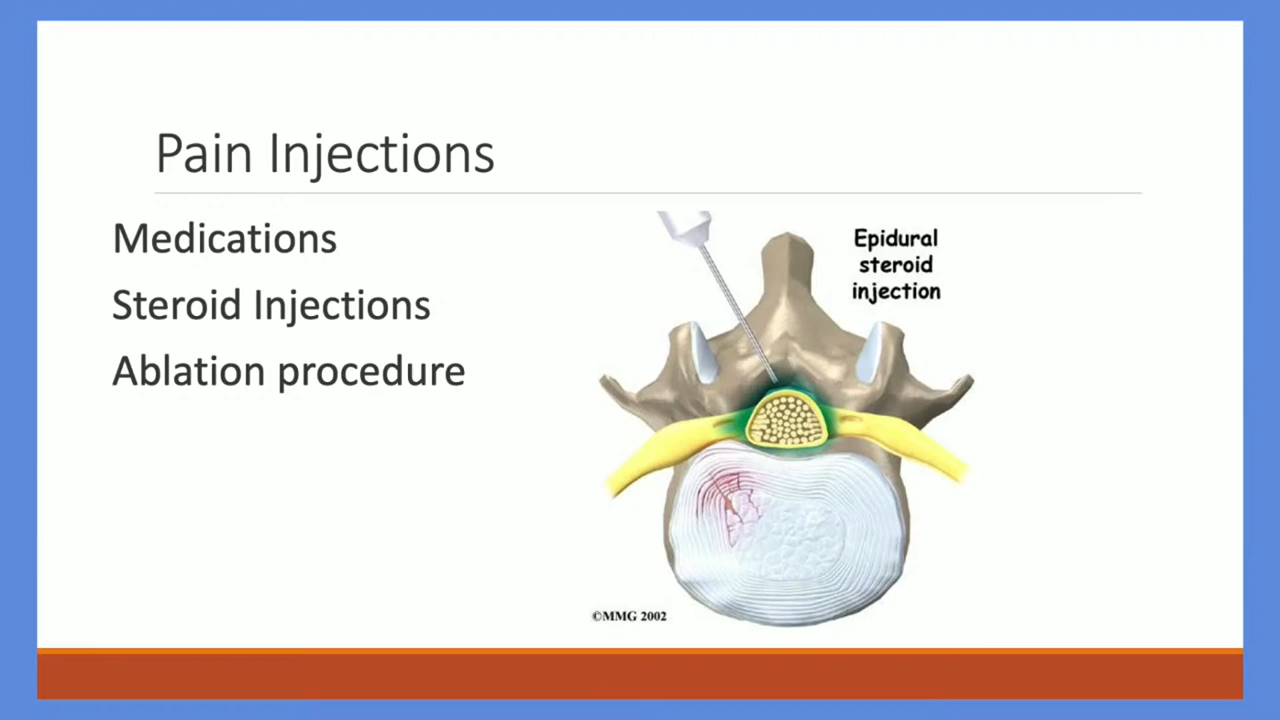 Pain Injections
Medications
Steroid Injections
Ablation procedure
Epidural
steroid
injection
©MMG 2002